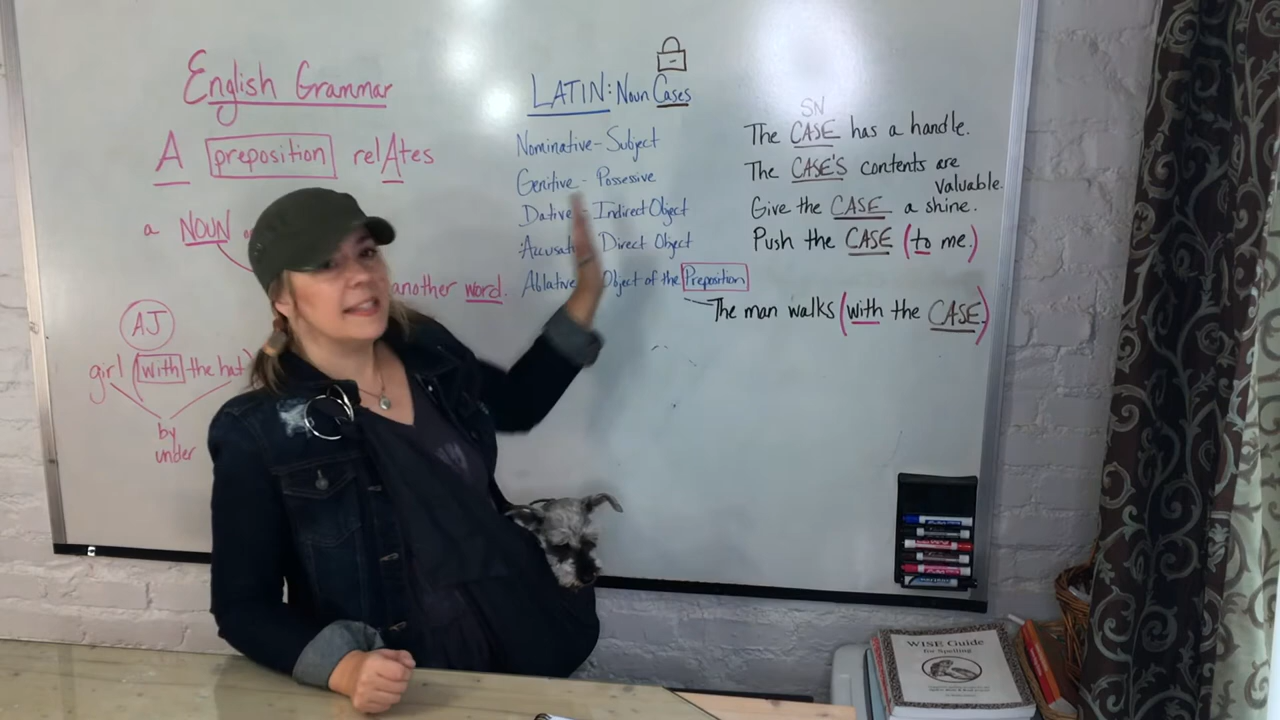 English Grammar
A preposition relAtes
a NOUN
another word.
AJ
girl (with the hat)
by
under
LATIN: Noun Cases
Nominative - Subject
Genitive - Possessive
Dative - Indirect Object
Direct Object
Ablative Object of the Preposition
SN
The CASE has a handle.
The CASE'S contents are
valuable.
Give the CASE a shine.
Push the CASE (to me.)
The man walks (with the CASE.)
WISE Guide
for Spelling